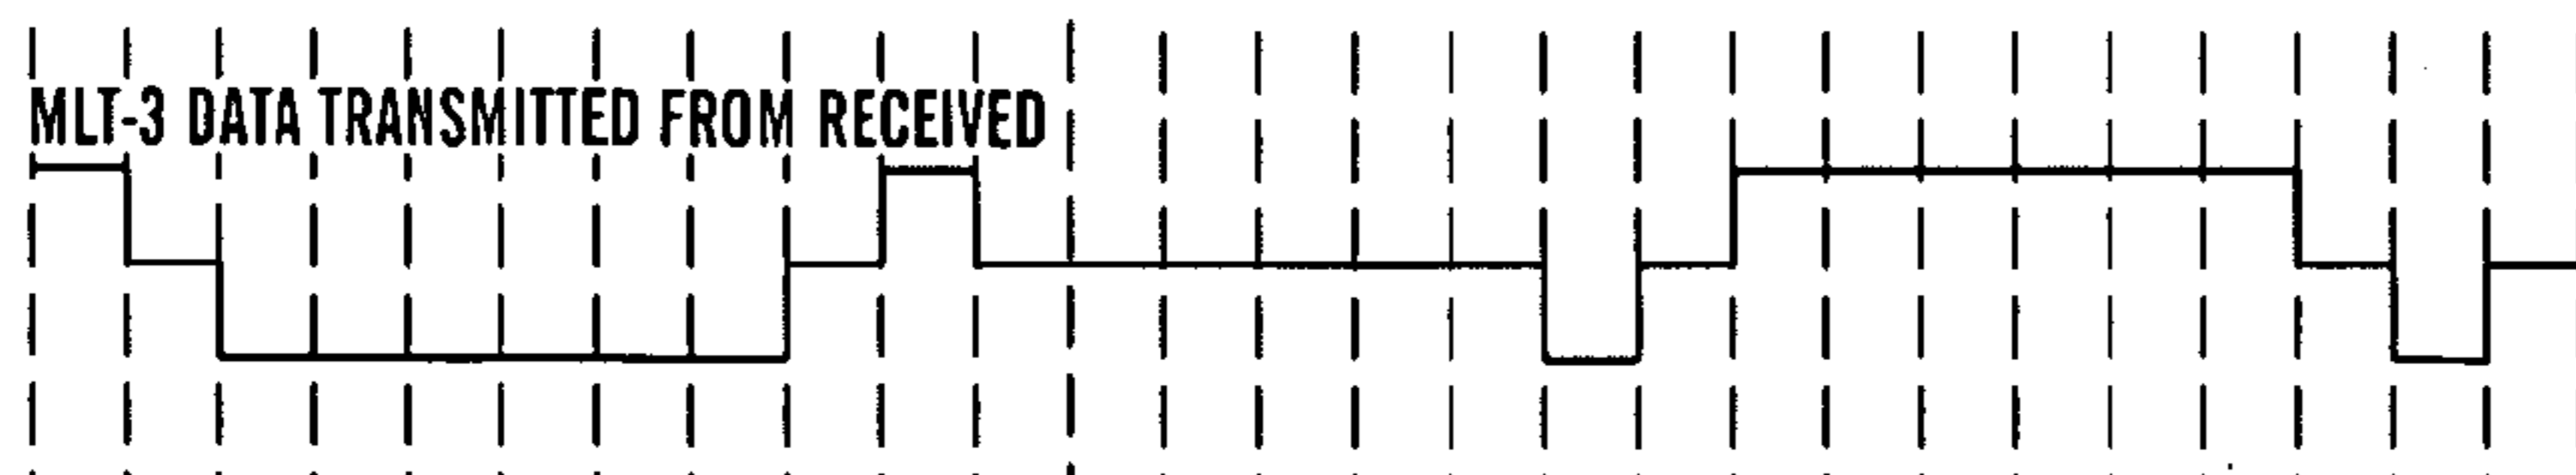 MLT-3 DATA TRANSMITTED FROM RECEIVED